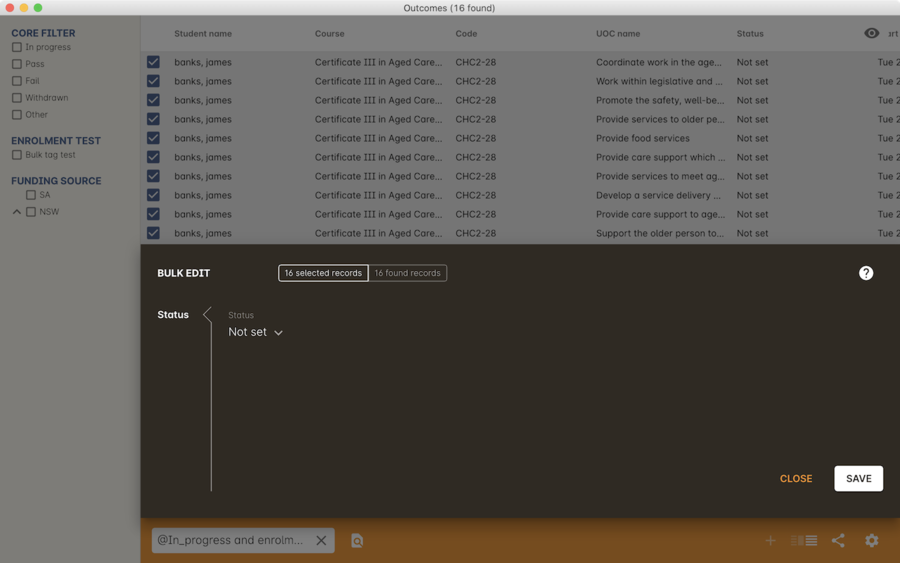 Outcomes (16 found)
CORE FILTER
In progress
Pass
Fail
Withdrawn
Other
ENROLMENT TEST
Bulk tag test
FUNDING SOURCE
SA
NSW
Student name Course Code UOC name Status
banks, james Certificate III in Aged Care... CHC2-28 Coordinate work in the age... Not set Tue 2
banks, james Certificate III in Aged Care... CHC2-28 Work within legislative and ... Not set Tue 2
banks, james Certificate III in Aged Care... CHC2-28 Promote the safety, well-be... Not set Tue 2
banks, james Certificate III in Aged Care... CHC2-28 Provide services to older pe... Not set Tue 2
banks, james Certificate III in Aged Care... CHC2-28 Provide food services Not set Tue 2
banks, james Certificate III in Aged Care... CHC2-28 Provide care support which ... Not set Tue 2
banks, james Certificate III in Aged Care... CHC2-28 Provide services to meet ag... Not set Tue 2
banks, james Certificate III in Aged Care... CHC2-28 Develop a service delivery ... Not set Tue 2
banks, james Certificate III in Aged Care... CHC2-28 Provide care support to age... Not set Tue 2
banks, james Certificate III in Aged Care... CHC2-28 Support the older person to... Not set Tue 2
BULK EDIT 16 selected records 16 found records ?
Status
Status
Not set
CLOSE SAVE
@In_progress and enrolm...